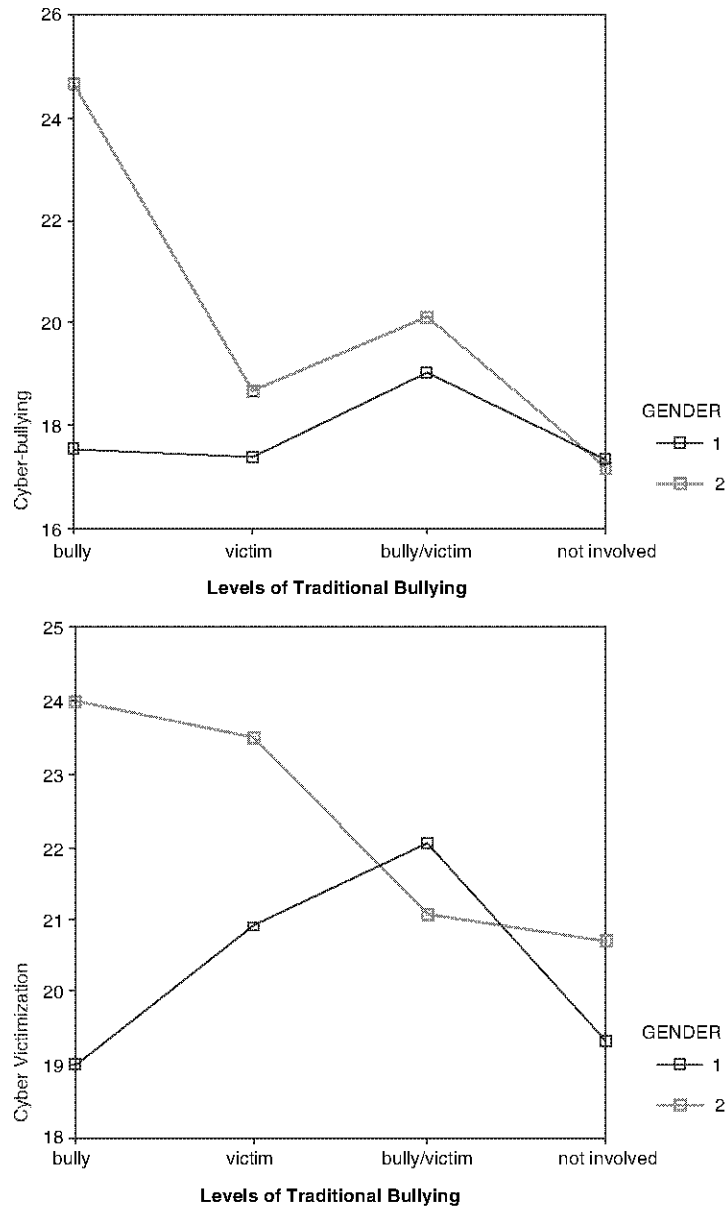 26
24
22
20
18
16
Cyber-bullying
bully victim bully/victim not involved
Levels of Traditional Bullying
GENDER
1
2
25
24
23
22
21
20
19
18
Cyber Victimization
bully victim bully/victim not involved
Levels of Traditional Bullying
GENDER
1
2